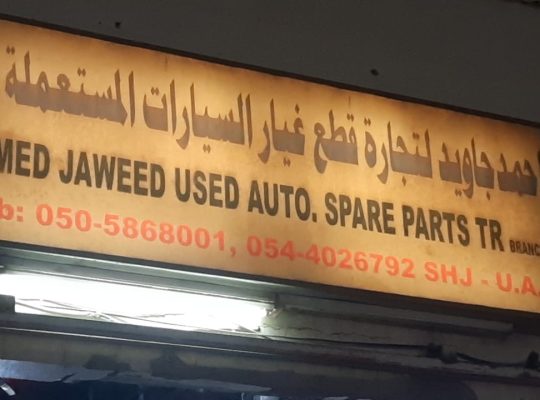 احمد جاويد لتجارة قطع غيار السيارات المستعملة
MED JAWEED USED AUTO. SPARE PARTS TR BRANC
b: 050-5868001, 054-4026792 SHJ - U.A.